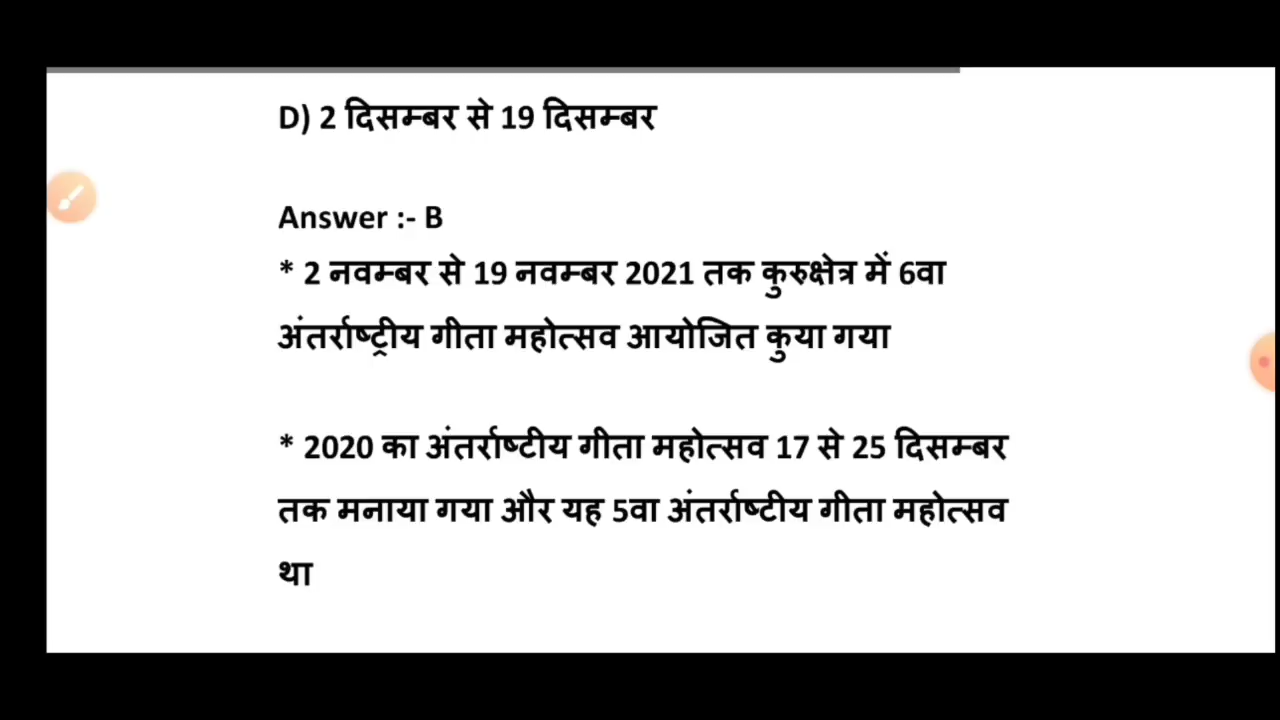 D) 2 दिसम्बर से 19 दिसम्बर
Answer :- B
* 2 नवम्बर से 19 नवम्बर 2021 तक कुरुक्षेत्र में 6वा
अंतर्राष्ट्रीय गीता महोत्सव आयोजित कुया गया
* 2020 का अंतर्राष्टीय गीता महोत्सव 17 से 25 दिसम्बर
तक मनाया गया और यह 5वा अंतर्राष्टीय गीता महोत्सव
था